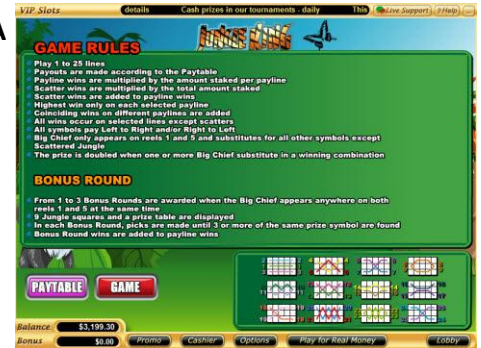 VIP Slots
details
Cash prizes in our tournaments - daily
This
Live Support
?Help
A
GAME RULES
Jungle King
Play 1 to 25 lines
Payouts are made according to the Paytable
Payline wins are multiplied by the amount staked per payline
Scatter wins are multiplied by the total amount staked
Scatter wins are added to payline wins
Highest win only on each selected payline
Coinciding wins on different paylines are added
All wins occur on selected lines except scatters
All symbols pay Left to Right and/or Right to Left
Big Chief only appears on reels 1 and 5 and substitutes for all other symbols except
Scattered Jungle
The prize is doubled when one or more Big Chief substitute in a winning combination
BONUS ROUND
From 1 to 3 Bonus Rounds are awarded when the Big Chief appears anywhere on both
reels 1 and 5 at the same time
9 Jungle squares and a prize table are displayed
In each Bonus Round, picks are made until 3 or more of the same prize symbol are found
Bonus Round wins are added to payline wins
PAYTABLE
GAME
Balance
$3,199.30
Bonus
$0.00
Promo
Cashier
Options
Play for Real Money
Lobby